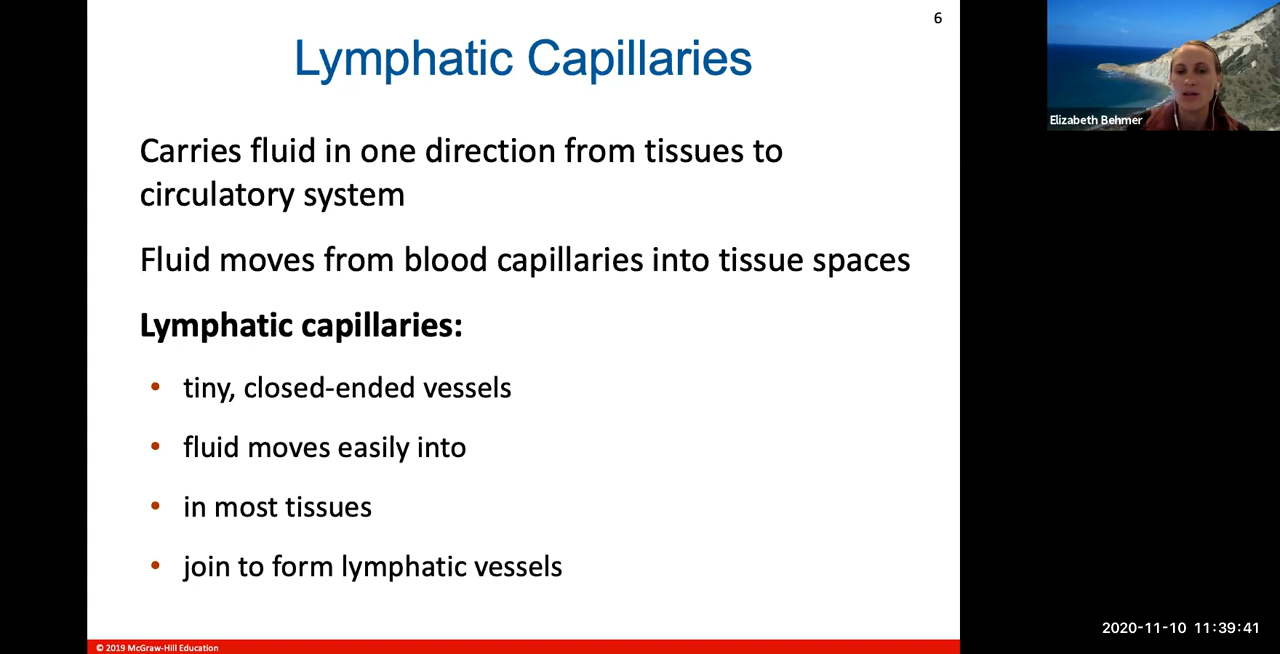 6
Lymphatic Capillaries
Elizabeth Behmer
Carries fluid in one direction from tissues to
circulatory system
Fluid moves from blood capillaries into tissue spaces
Lymphatic capillaries:
• tiny, closed-ended vessels
• fluid moves easily into
• in most tissues
• join to form lymphatic vessels
2020-11-10 11:39:41
© 2019 McGraw-Hill Education